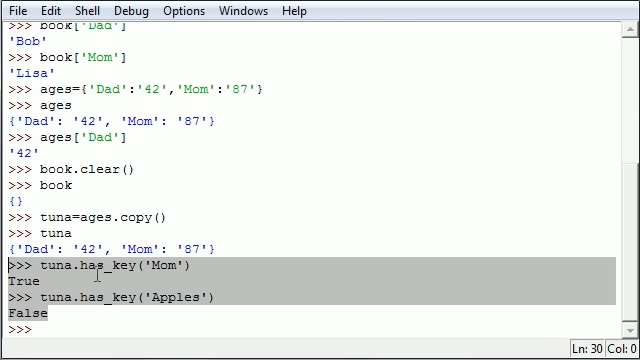 File Edit Shell Debug Options Windows Help
>>> book['Dad']
'Bob'
>>> book['Mom']
'Lisa'
>>> ages={'Dad':'42','Mom':'87'}
>>> ages
{'Dad': '42', 'Mom': '87'}
>>> ages['Dad']
'42'
>>> book.clear()
>>> book
{}
>>> tuna=ages.copy()
>>> tuna
{'Dad': '42', 'Mom': '87'}
>>> tuna.has_key('Mom')
True
>>> tuna.has_key('Apples')
False
>>>
Ln: 30 Col: 0